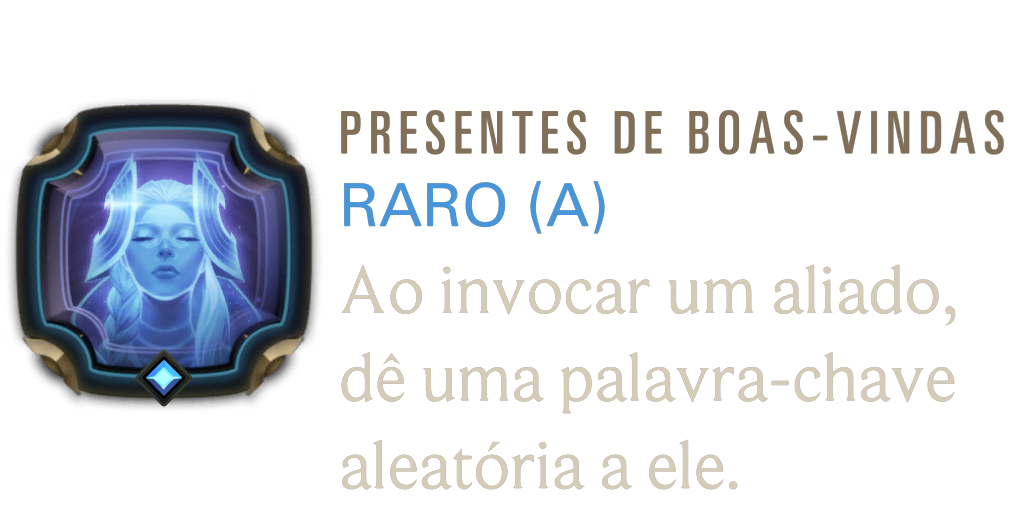 PRESENTES DE BOAS-VINDAS
RARO (A)
Ao invocar um aliado,
dê uma palavra-chave
aleatória a ele.